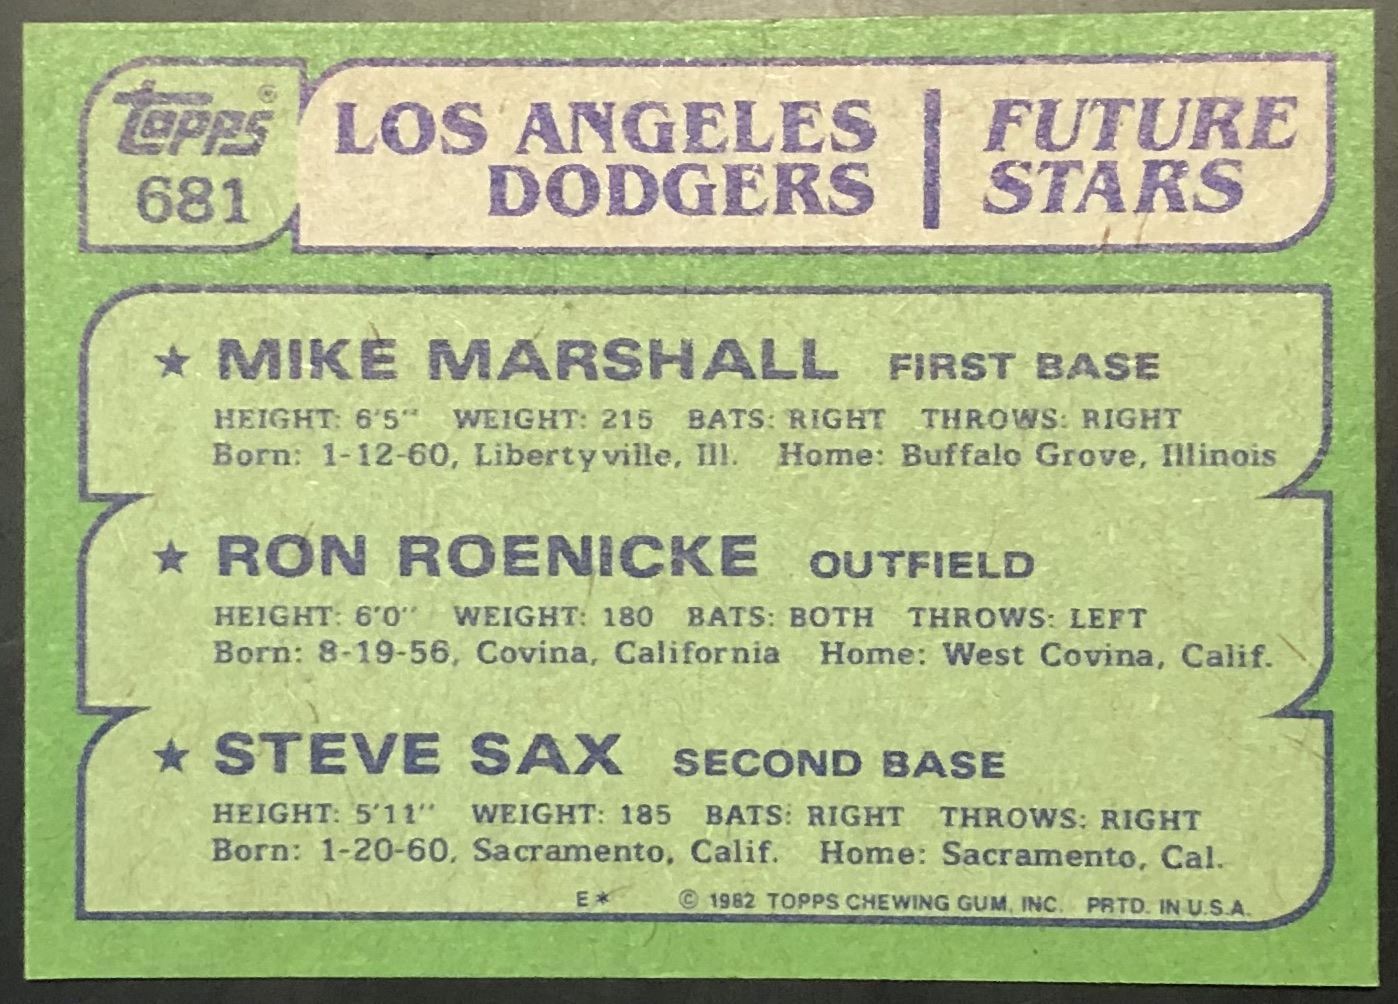 Topps®
681
LOS ANGELES
DODGERS
FUTURE
STARS
★ MIKE MARSHALL FIRST BASE
HEIGHT: 6'5" WEIGHT: 215 BATS: RIGHT THROWS: RIGHT
Born: 1-12-60, Libertyville, Ill. Home: Buffalo Grove, Illinois
★ RON ROENICKE OUTFIELD
HEIGHT: 6'0" WEIGHT: 180 BATS: BOTH THROWS: LEFT
Born: 8-19-56, Covina, California Home: West Covina, Calif.
★ STEVE SAX SECOND BASE
HEIGHT: 5'11" WEIGHT: 185 BATS: RIGHT THROWS: RIGHT
Born: 1-20-60, Sacramento, Calif. Home: Sacramento, Cal.
E* © 1982 TOPPS CHEWING GUM, INC. PRTD. IN U.S.A.